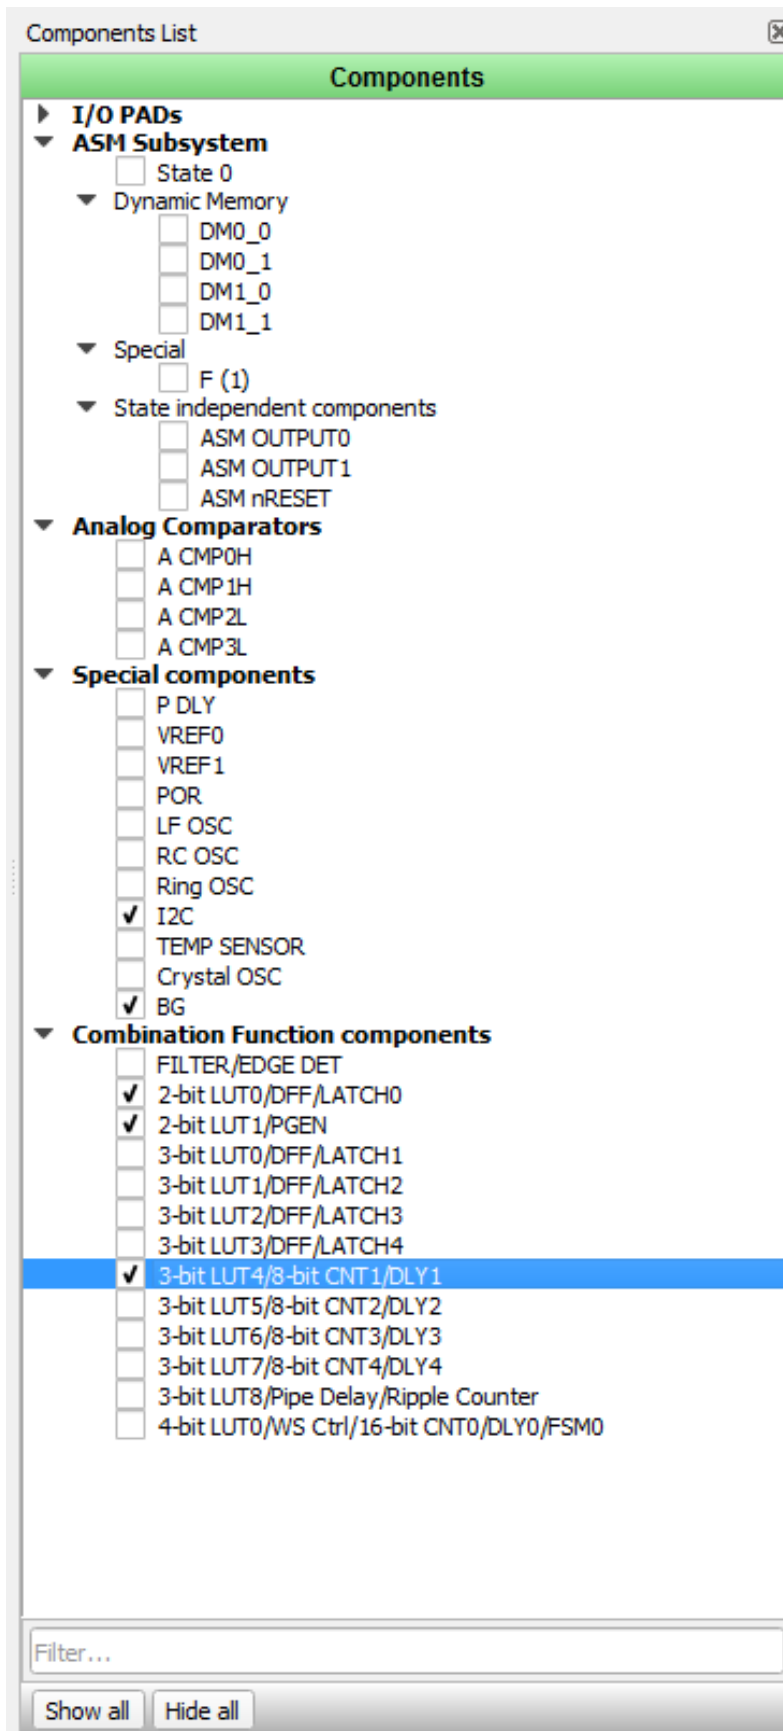 Components List
Components
I/O PADs
ASM Subsystem
State 0
Dynamic Memory
DM0_0
DM0_1
DM1_0
DM1_1
Special
F (1)
State independent components
ASM OUTPUT0
ASM OUTPUT1
ASM nRESET
Analog Comparators
A CMP0H
A CMP1H
A CMP2L
A CMP3L
Special components
P DLY
VREF0
VREF1
POR
LF OSC
RC OSC
Ring OSC
I2C
TEMP SENSOR
Crystal OSC
BG
Combination Function components
FILTER/EDGE DET
2-bit LUT0/DFF/LATCH0
2-bit LUT1/PGEN
3-bit LUT0/DFF/LATCH1
3-bit LUT1/DFF/LATCH2
3-bit LUT2/DFF/LATCH3
3-bit LUT3/DFF/LATCH4
3-bit LUT4/8-bit CNT1/DLY1
3-bit LUT5/8-bit CNT2/DLY2
3-bit LUT6/8-bit CNT3/DLY3
3-bit LUT7/8-bit CNT4/DLY4
3-bit LUT8/Pipe Delay/Ripple Counter
4-bit LUT0/WS Ctrl/16-bit CNT0/DLY0/FSM0
Filter...
Show all Hide all